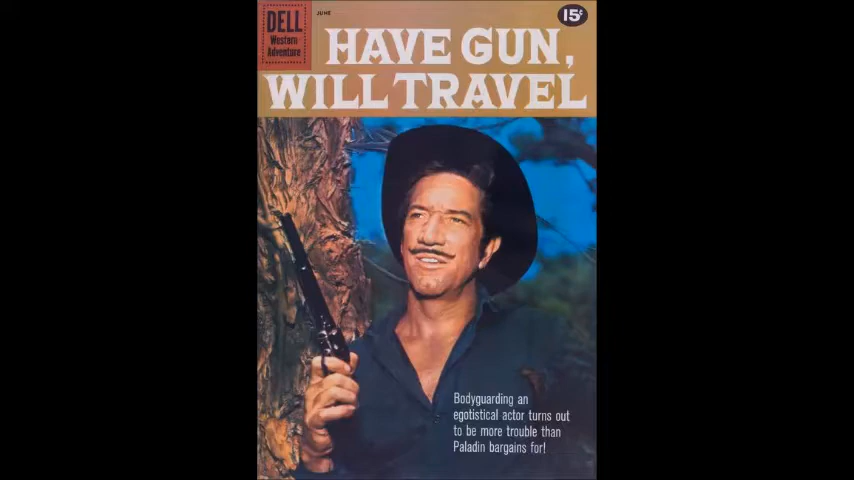 DELL
Western
Adventure
JUNE
15¢
HAVE GUN,
WILL TRAVEL
Bodyguarding an
egotistical actor turns out
to be more trouble than
Paladin bargains for!